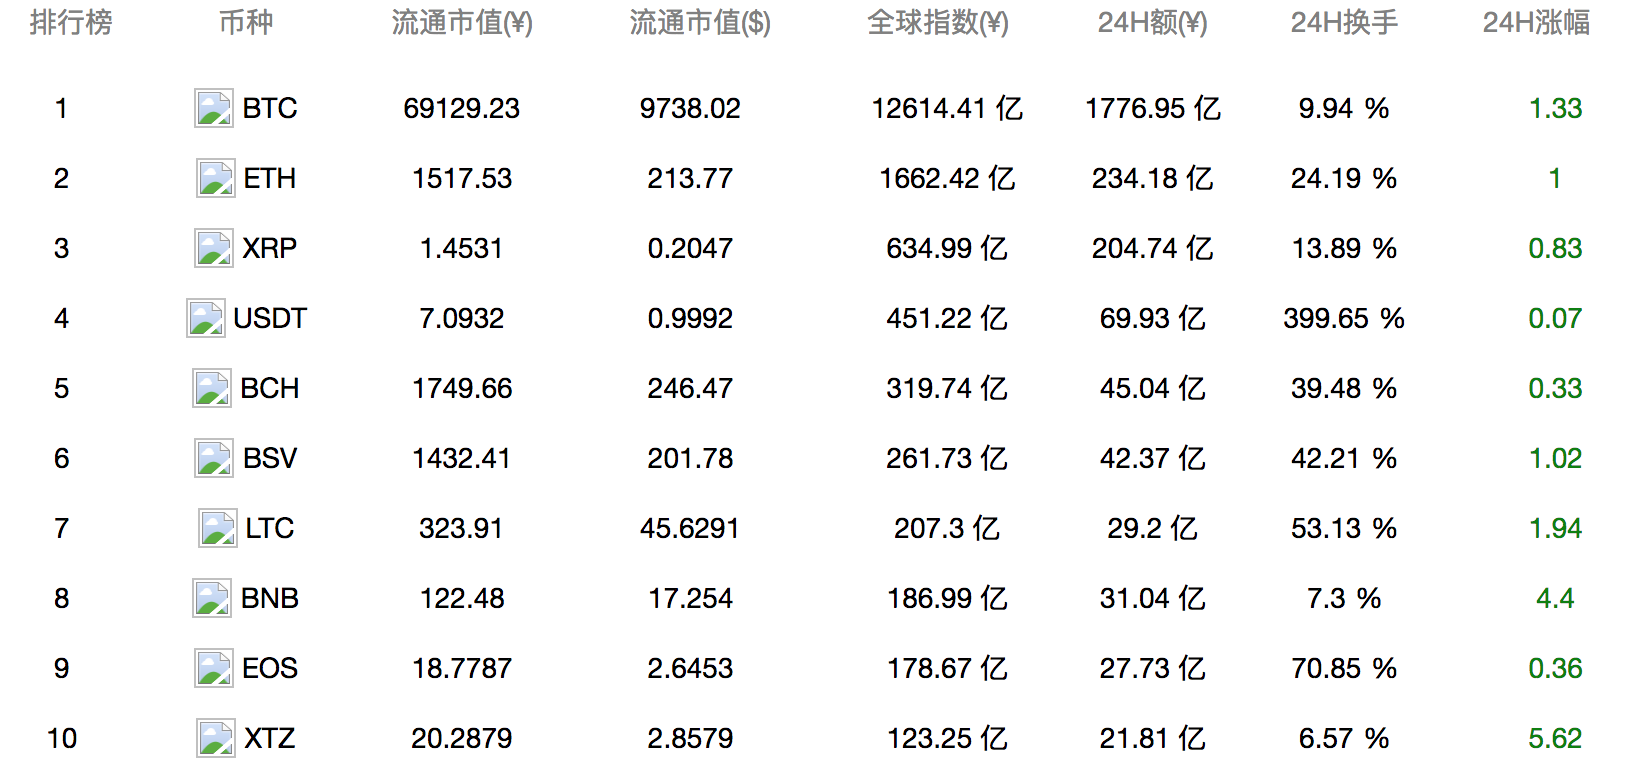 排行榜 币种 流通市值(¥) 流通市值($) 全球指数(¥) 24H额(¥) 24H换手 24H涨幅
1 BTC 69129.23 9738.02 12614.41 亿 1776.95 亿 9.94 % 1.33
2 ETH 1517.53 213.77 1662.42 亿 234.18 亿 24.19 % 1
3 XRP 1.4531 0.2047 634.99 亿 204.74 亿 13.89 % 0.83
4 USDT 7.0932 0.9992 451.22 亿 69.93 亿 399.65 % 0.07
5 BCH 1749.66 246.47 319.74 亿 45.04 亿 39.48 % 0.33
6 BSV 1432.41 201.78 261.73 亿 42.37 亿 42.21 % 1.02
7 LTC 323.91 45.6291 207.3 亿 29.2 亿 53.13 % 1.94
8 BNB 122.48 17.254 186.99 亿 31.04 亿 7.3 % 4.4
9 EOS 18.7787 2.6453 178.67 亿 27.73 亿 70.85 % 0.36
10 XTZ 20.2879 2.8579 123.25 亿 21.81 亿 6.57 % 5.62